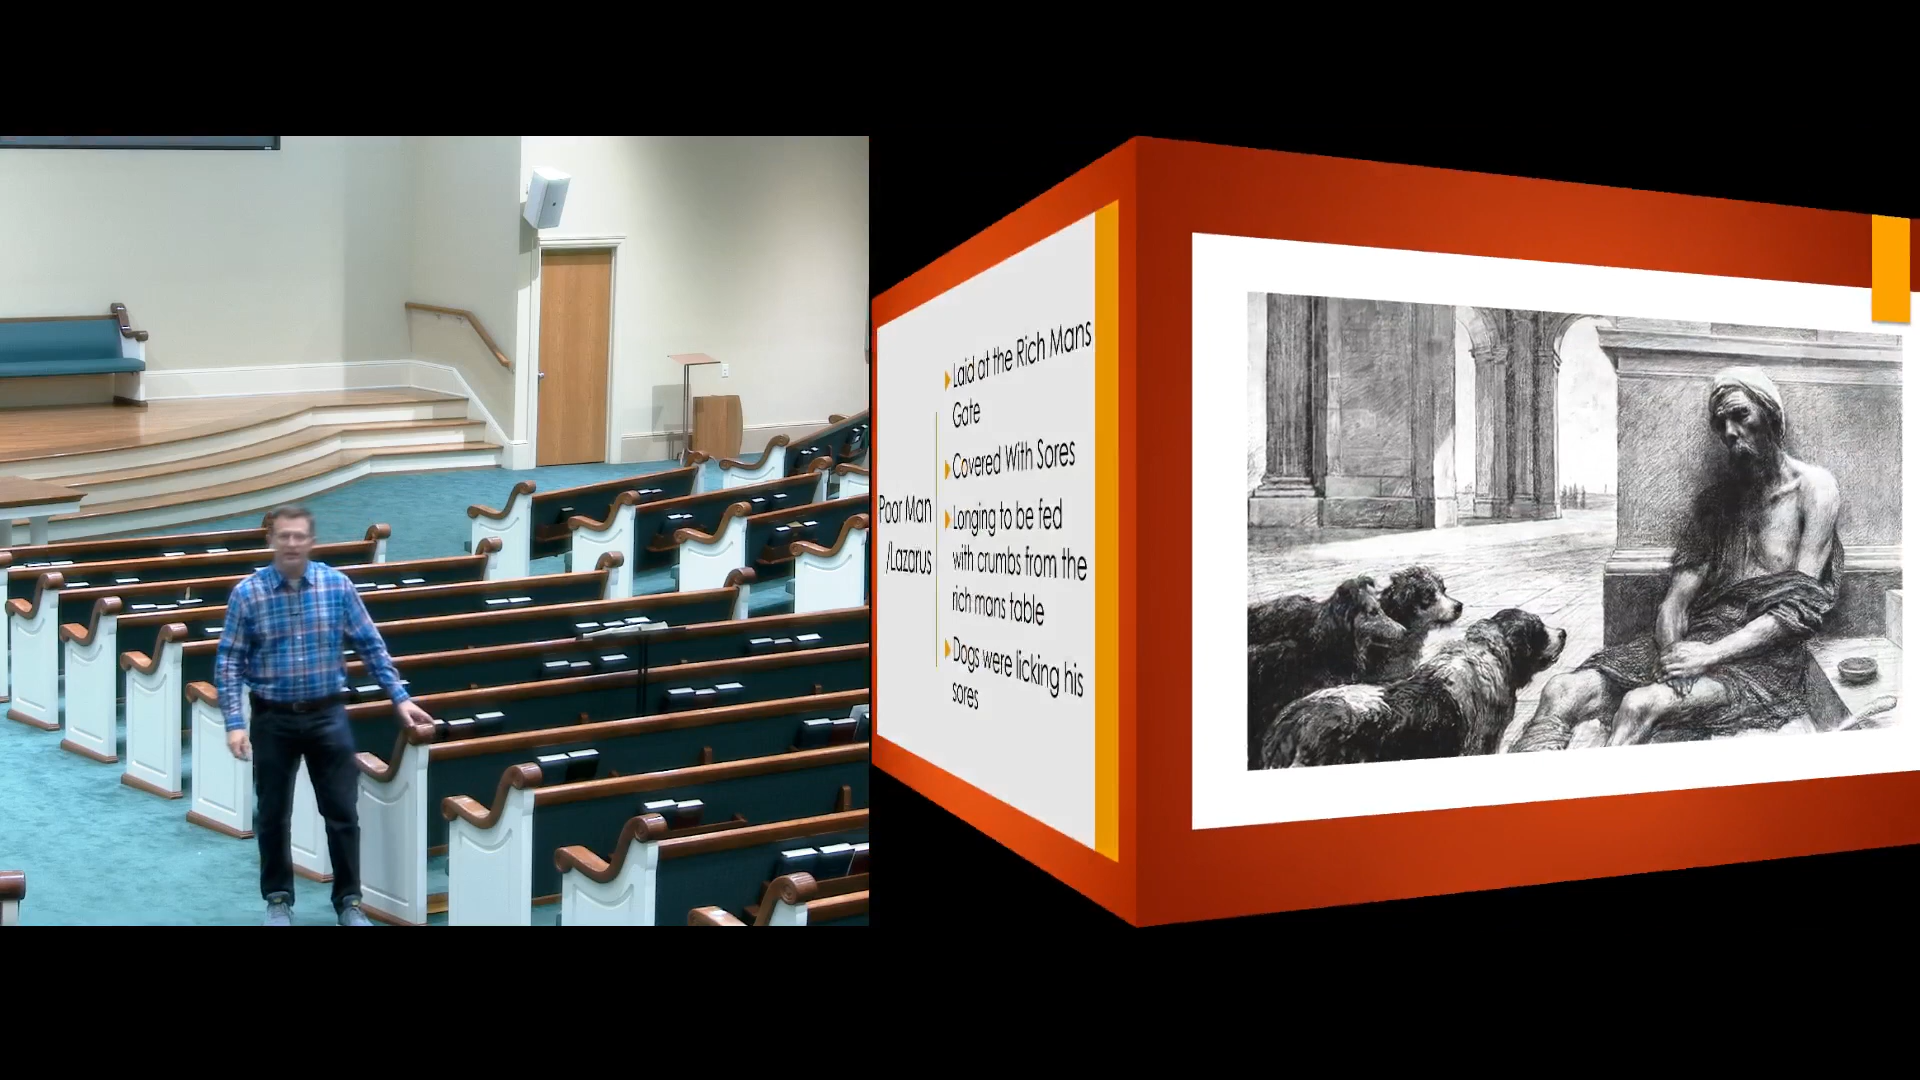 Poor Man
/Lazarus
Laid at the Rich Mans
Gate
Covered With Sores
Longing to be fed
with crumbs from the
rich mans table
Dogs were licking his
sores